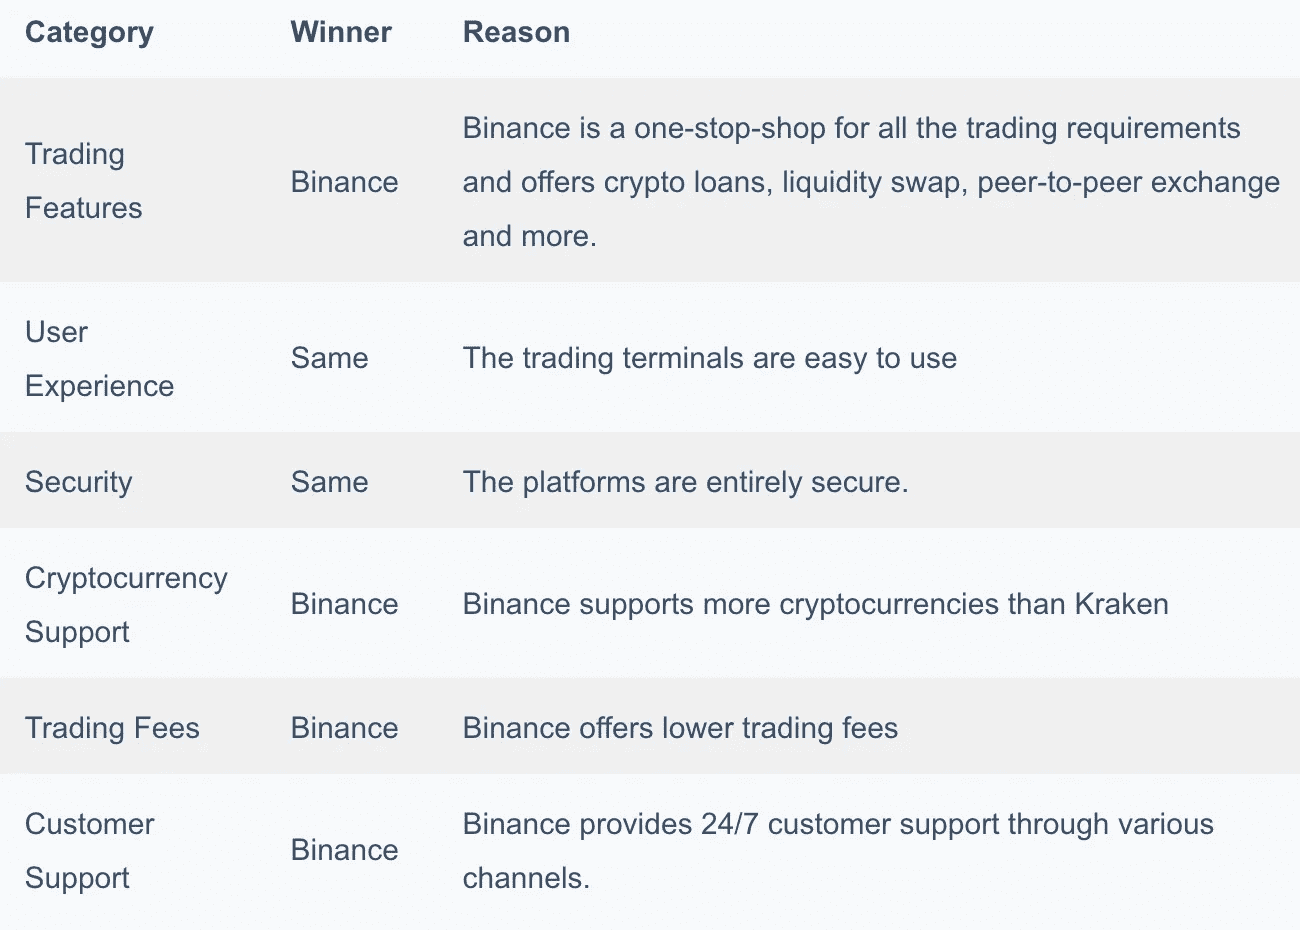 Category Winner Reason
Trading
Features
Binance
Binance is a one-stop-shop for all the trading requirements
and offers crypto loans, liquidity swap, peer-to-peer exchange
and more.
User
Experience
Same
The trading terminals are easy to use
Security Same The platforms are entirely secure.
Cryptocurrency
Support
Binance
Binance supports more cryptocurrencies than Kraken
Trading Fees Binance Binance offers lower trading fees
Customer
Support
Binance
Binance provides 24/7 customer support through various
channels.